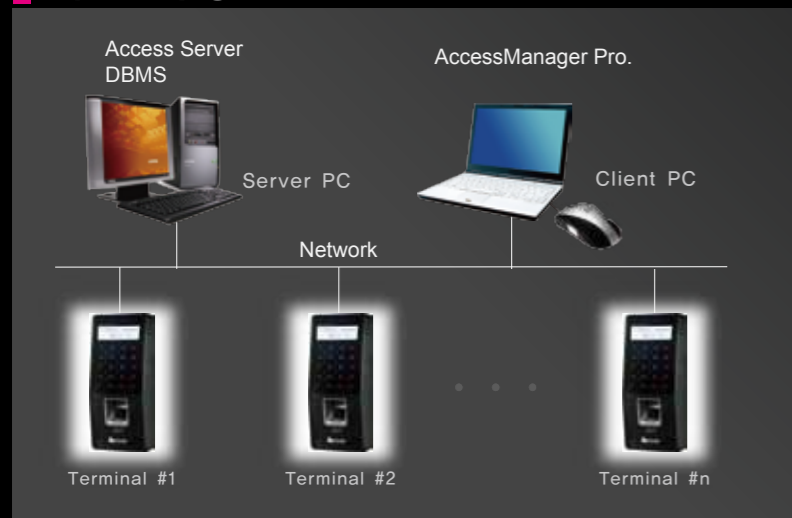 Access Server
DBMS
AccessManager Pro.
Server PC
Client PC
Network
Terminal #1
Terminal #2
Terminal #n